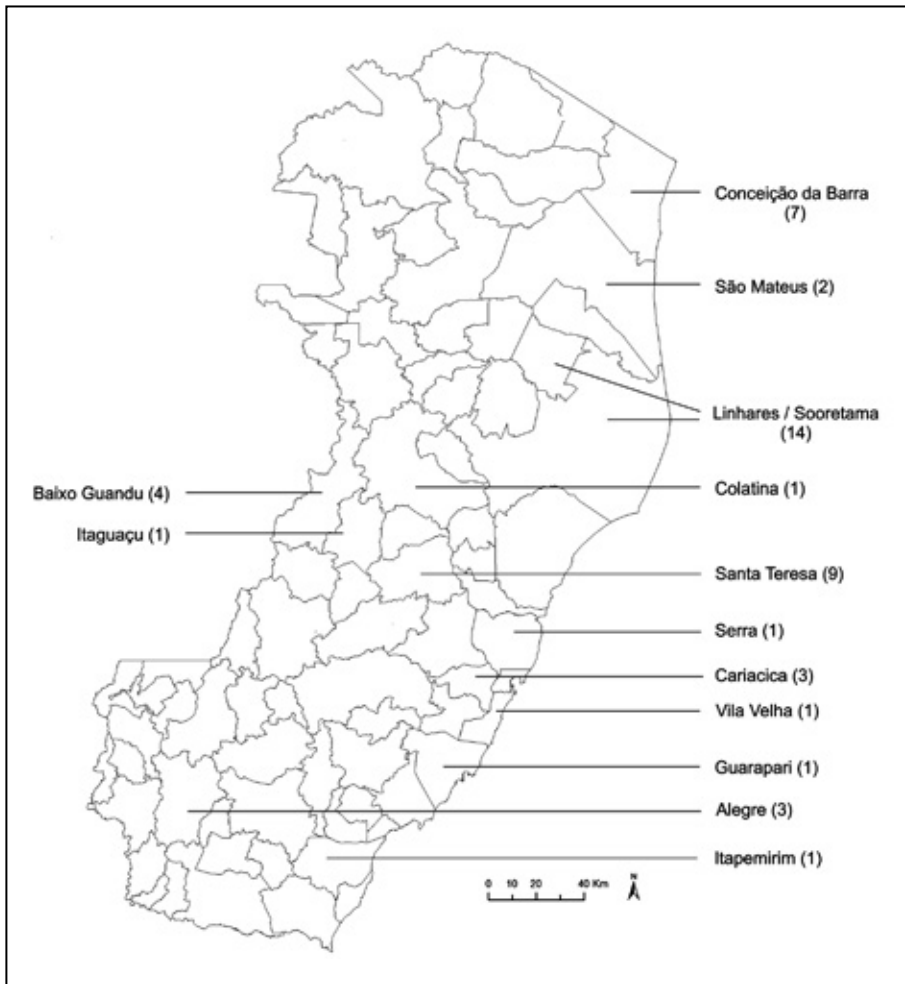 Conceição da Barra
(7)
São Mateus (2)
Linhares / Sooretama
(14)
Baixo Guandu (4)
Colatina (1)
Itaguaçu (1)
Santa Teresa (9)
Serra (1)
Cariacica (3)
Vila Velha (1)
Guarapari (1)
Alegre (3)
Itapemirim (1)
0 10 20 40 Km
N